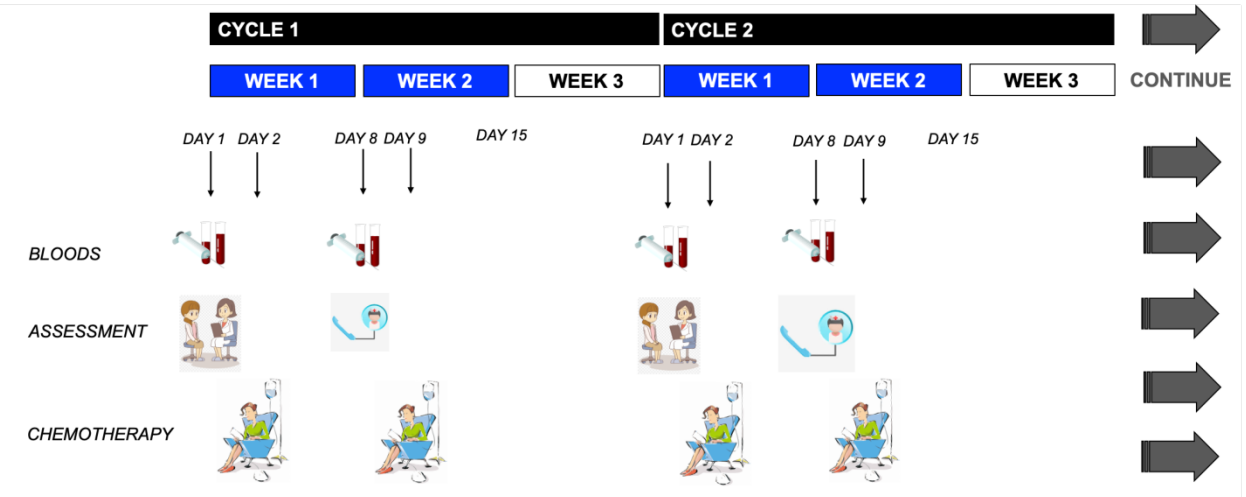 CYCLE 1 CYCLE 2
WEEK 1 WEEK 2 WEEK 3 WEEK 1 WEEK 2 WEEK 3 CONTINUE
DAY 1 DAY 2 DAY 8 DAY 9 DAY 15 DAY 1 DAY 2 DAY 8 DAY 9 DAY 15
BLOODS
ASSESSMENT
CHEMOTHERAPY